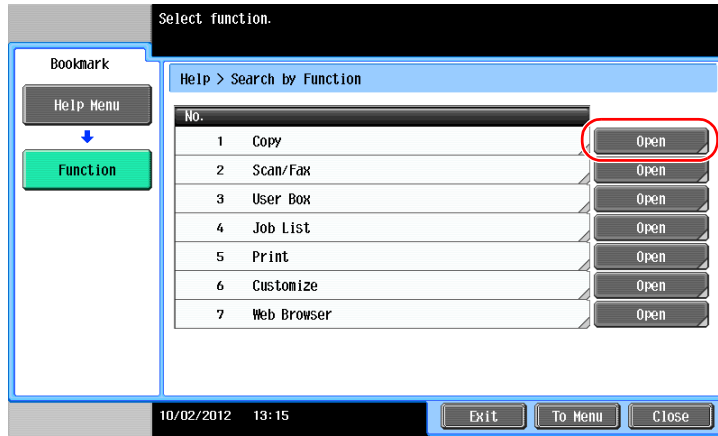 Select function.
Bookmark
Help Menu
Function
Help > Search by Function
No.
1 Copy Open
2 Scan/Fax Open
3 User Box Open
4 Job List Open
5 Print Open
6 Customize Open
7 Web Browser Open
10/02/2012 13:15
Exit To Menu Close